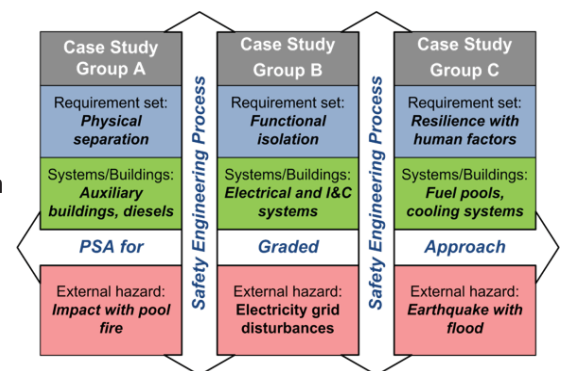 Case Study
Group A
Requirement set:
Physical
separation
Systems/Buildings:
Auxiliary
buildings, diesels
PSA for
External hazard:
Impact with pool
fire
Safety Engineering Process
Case Study
Group B
Requirement set:
Functional
isolation
Systems/Buildings:
Electrical and I&C
systems
Graded
External hazard:
Electricity grid
disturbances
Safety Engineering Process
Case Study
Group C
Requirement set:
Resilience with
human factors
Systems/Buildings:
Fuel pools,
cooling systems
Approach
External hazard:
Earthquake with
flood